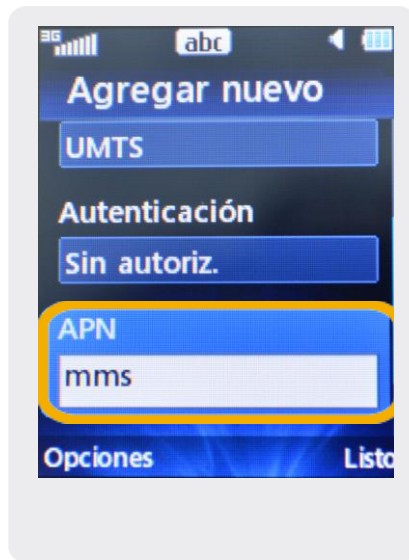 3G
abc
Agregar nuevo
UMTS
Autenticación
Sin autoriz.
APN
mms
Opciones
Listo